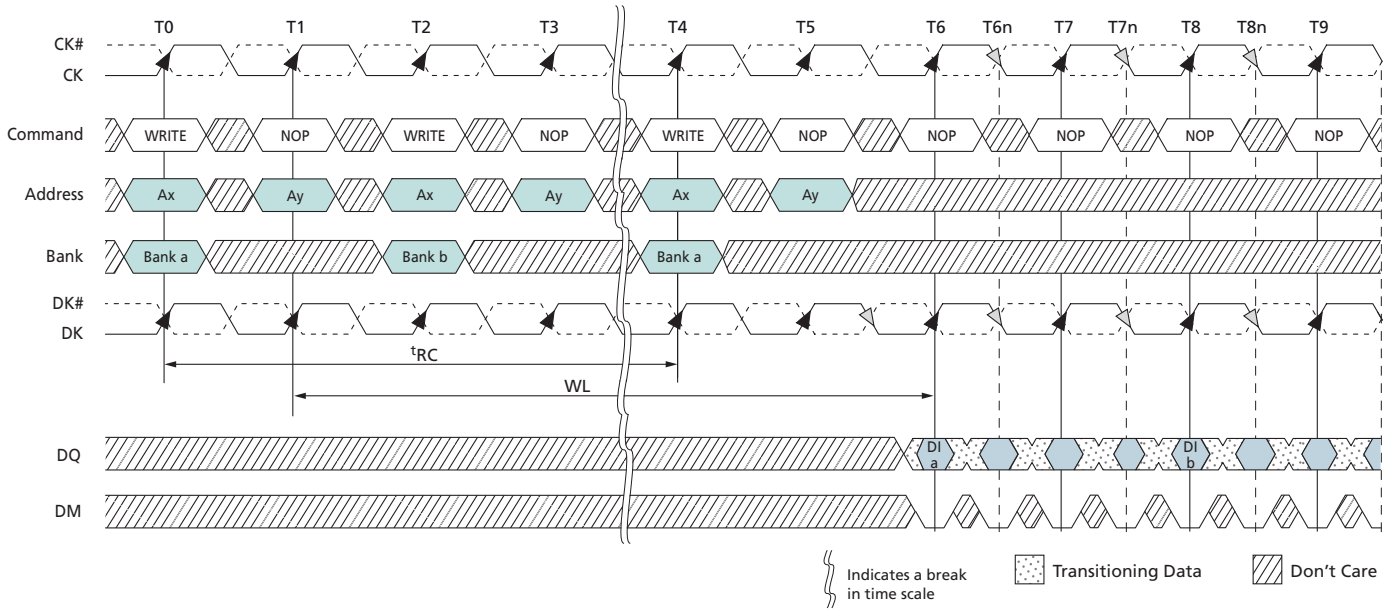 T0 T1 T2 T3 T4 T5 T6 T6n T7 T7n T8 T8n T9
CK#
CK
Command WRITE NOP WRITE NOP WRITE NOP NOP NOP NOP NOP
Address Ax Ay Ax Ay Ax Ay
Bank Bank a Bank b Bank a
DK#
DK
tRC
WL
DQ DI a DI b
DM
Indicates a break
in time scale
Transitioning Data
Don't Care